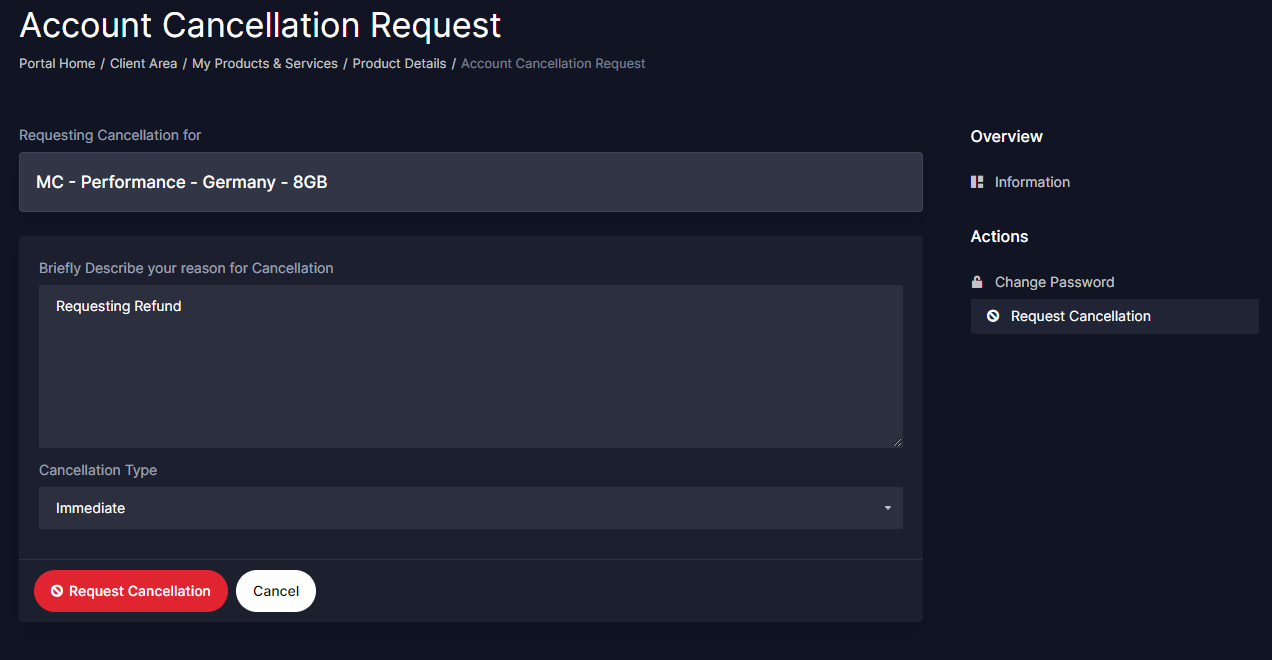 Account Cancellation Request
Portal Home / Client Area / My Products & Services / Product Details / Account Cancellation Request
Requesting Cancellation for
MC - Performance - Germany - 8GB
Briefly Describe your reason for Cancellation
Requesting Refund
Cancellation Type
Immediate
Request Cancellation
Cancel
Overview
Information
Actions
Change Password
Request Cancellation